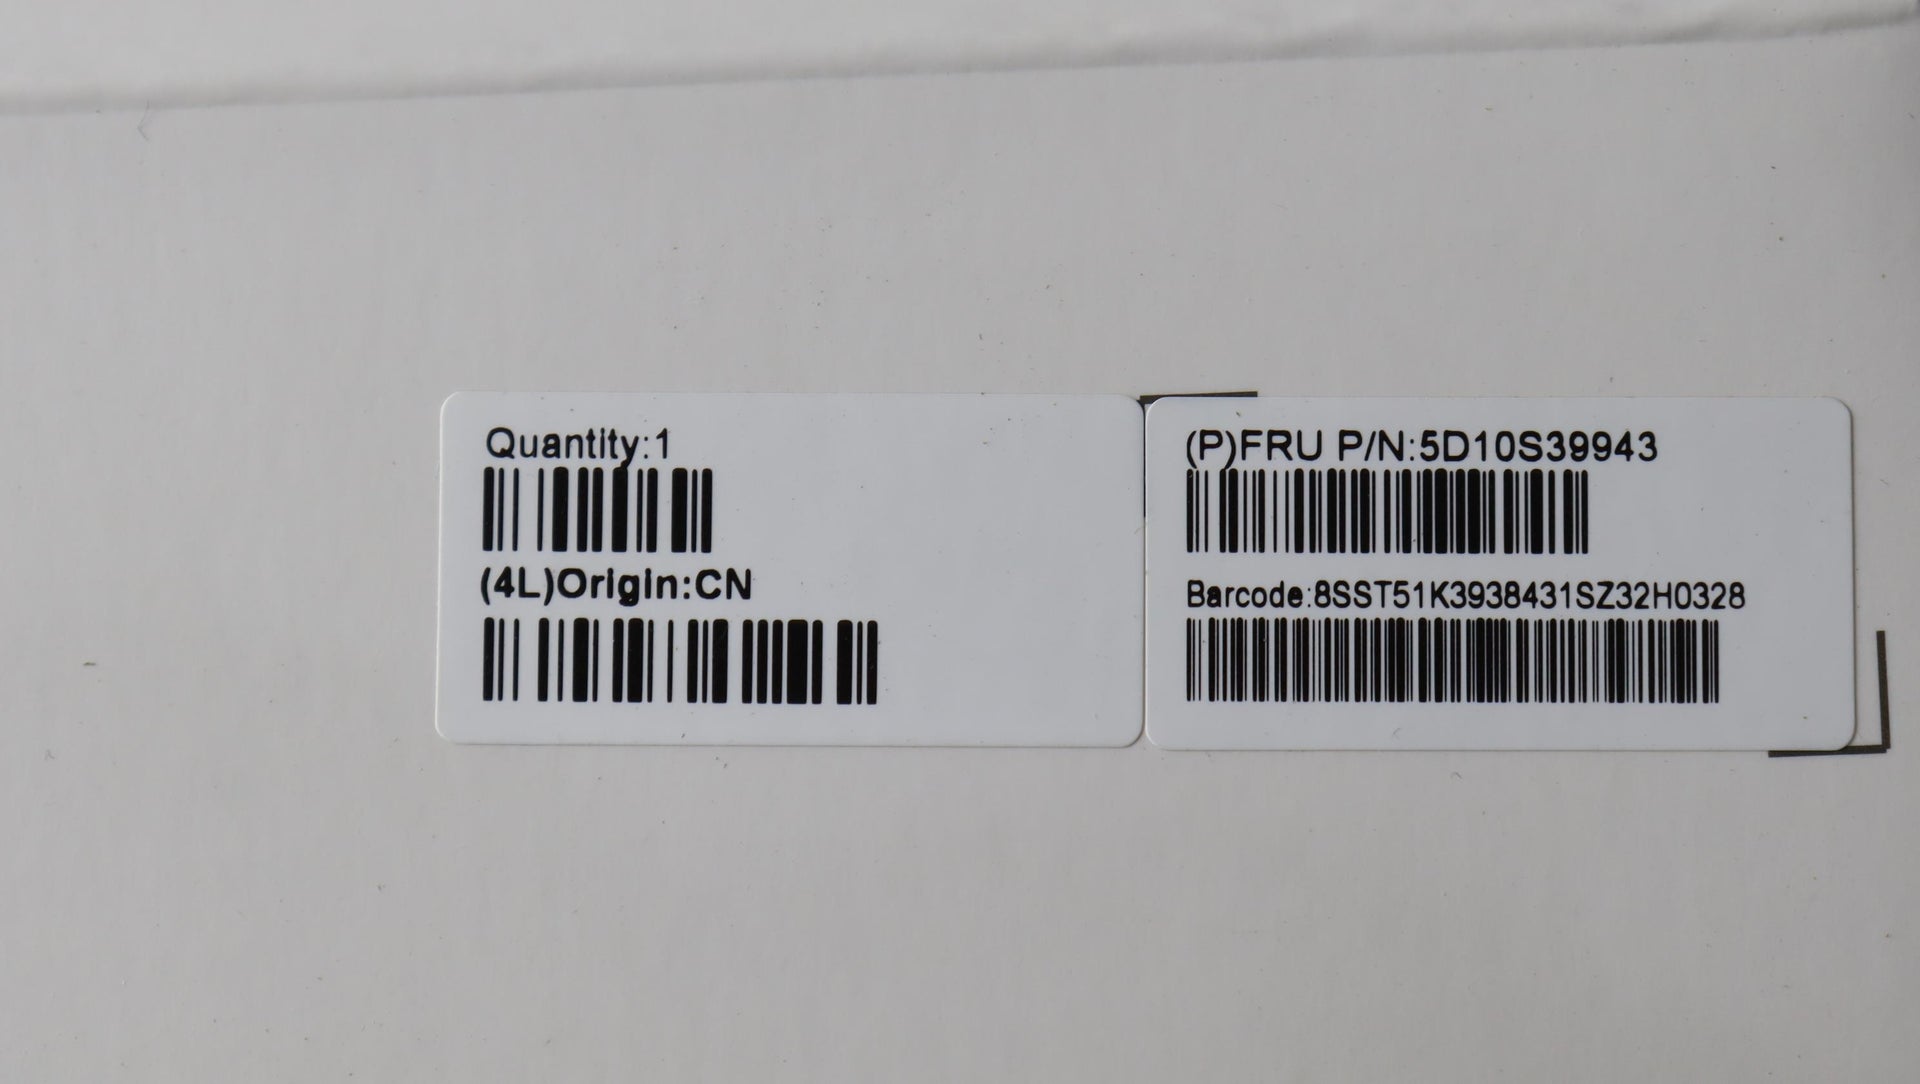 Quantity:1
(4L)Origin:CN
(P)FRU P/N:5D10S39943
Barcode:8SST51K3938431SZ32H0328